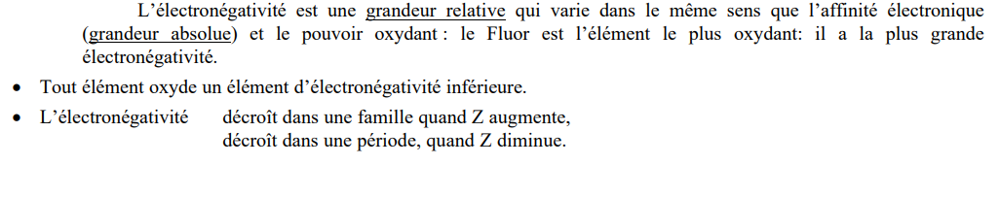 L’électronégativité est une grandeur relative qui varie dans le même sens que l’affinité électronique
(grandeur absolue) et le pouvoir oxydant : le Fluor est l’élément le plus oxydant: il a la plus grande
électronégativité.
• Tout élément oxyde un élément d’électronégativité inférieure.
• L’électronégativité décroît dans une famille quand Z augmente,
décroît dans une période, quand Z diminue.